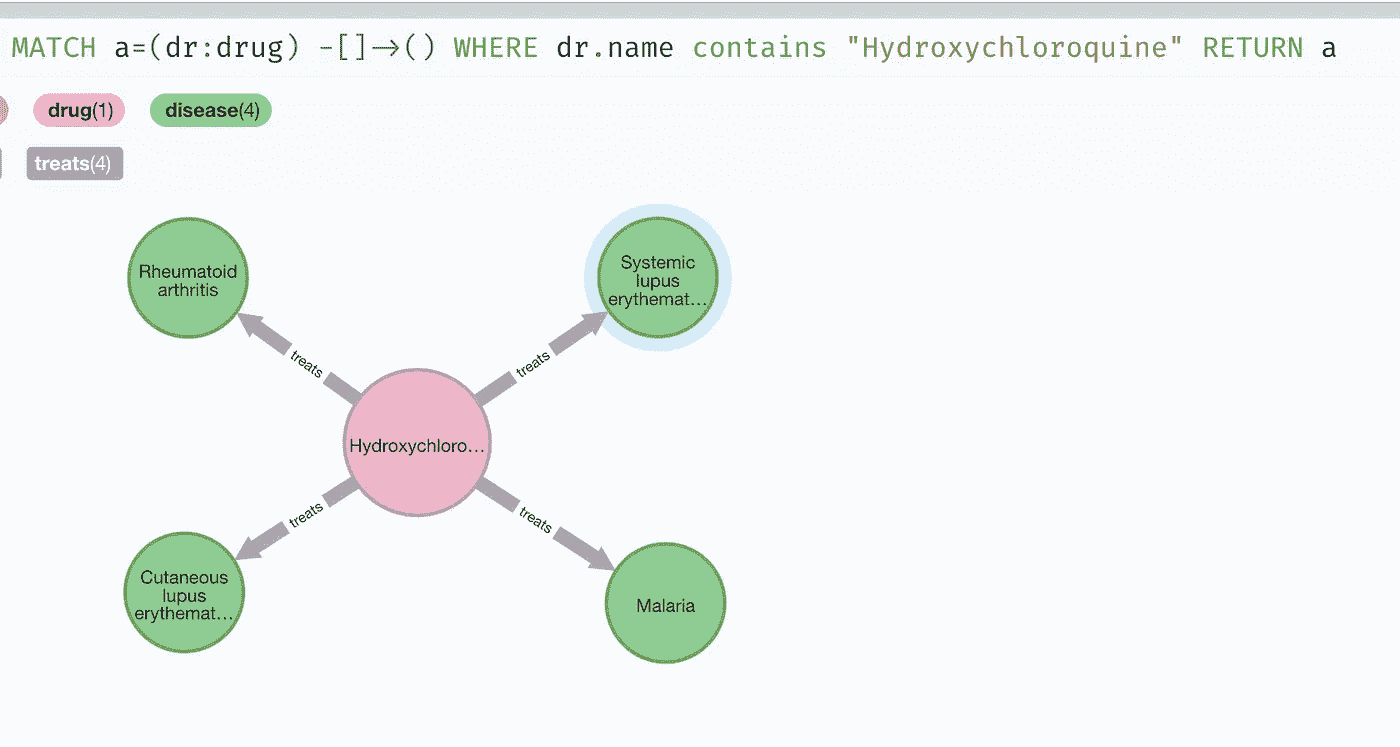 MATCH a=(dr:drug) -[]→() WHERE dr.name contains "Hydroxychloroquine" RETURN a
drug(1) disease(4)
treats(4)
Rheumatoid
arthritis
Systemic
lupus
erythemat…
treats
treats
Hydroxychloro…
treats
treats
Cutaneous
lupus
erythemat…
Malaria